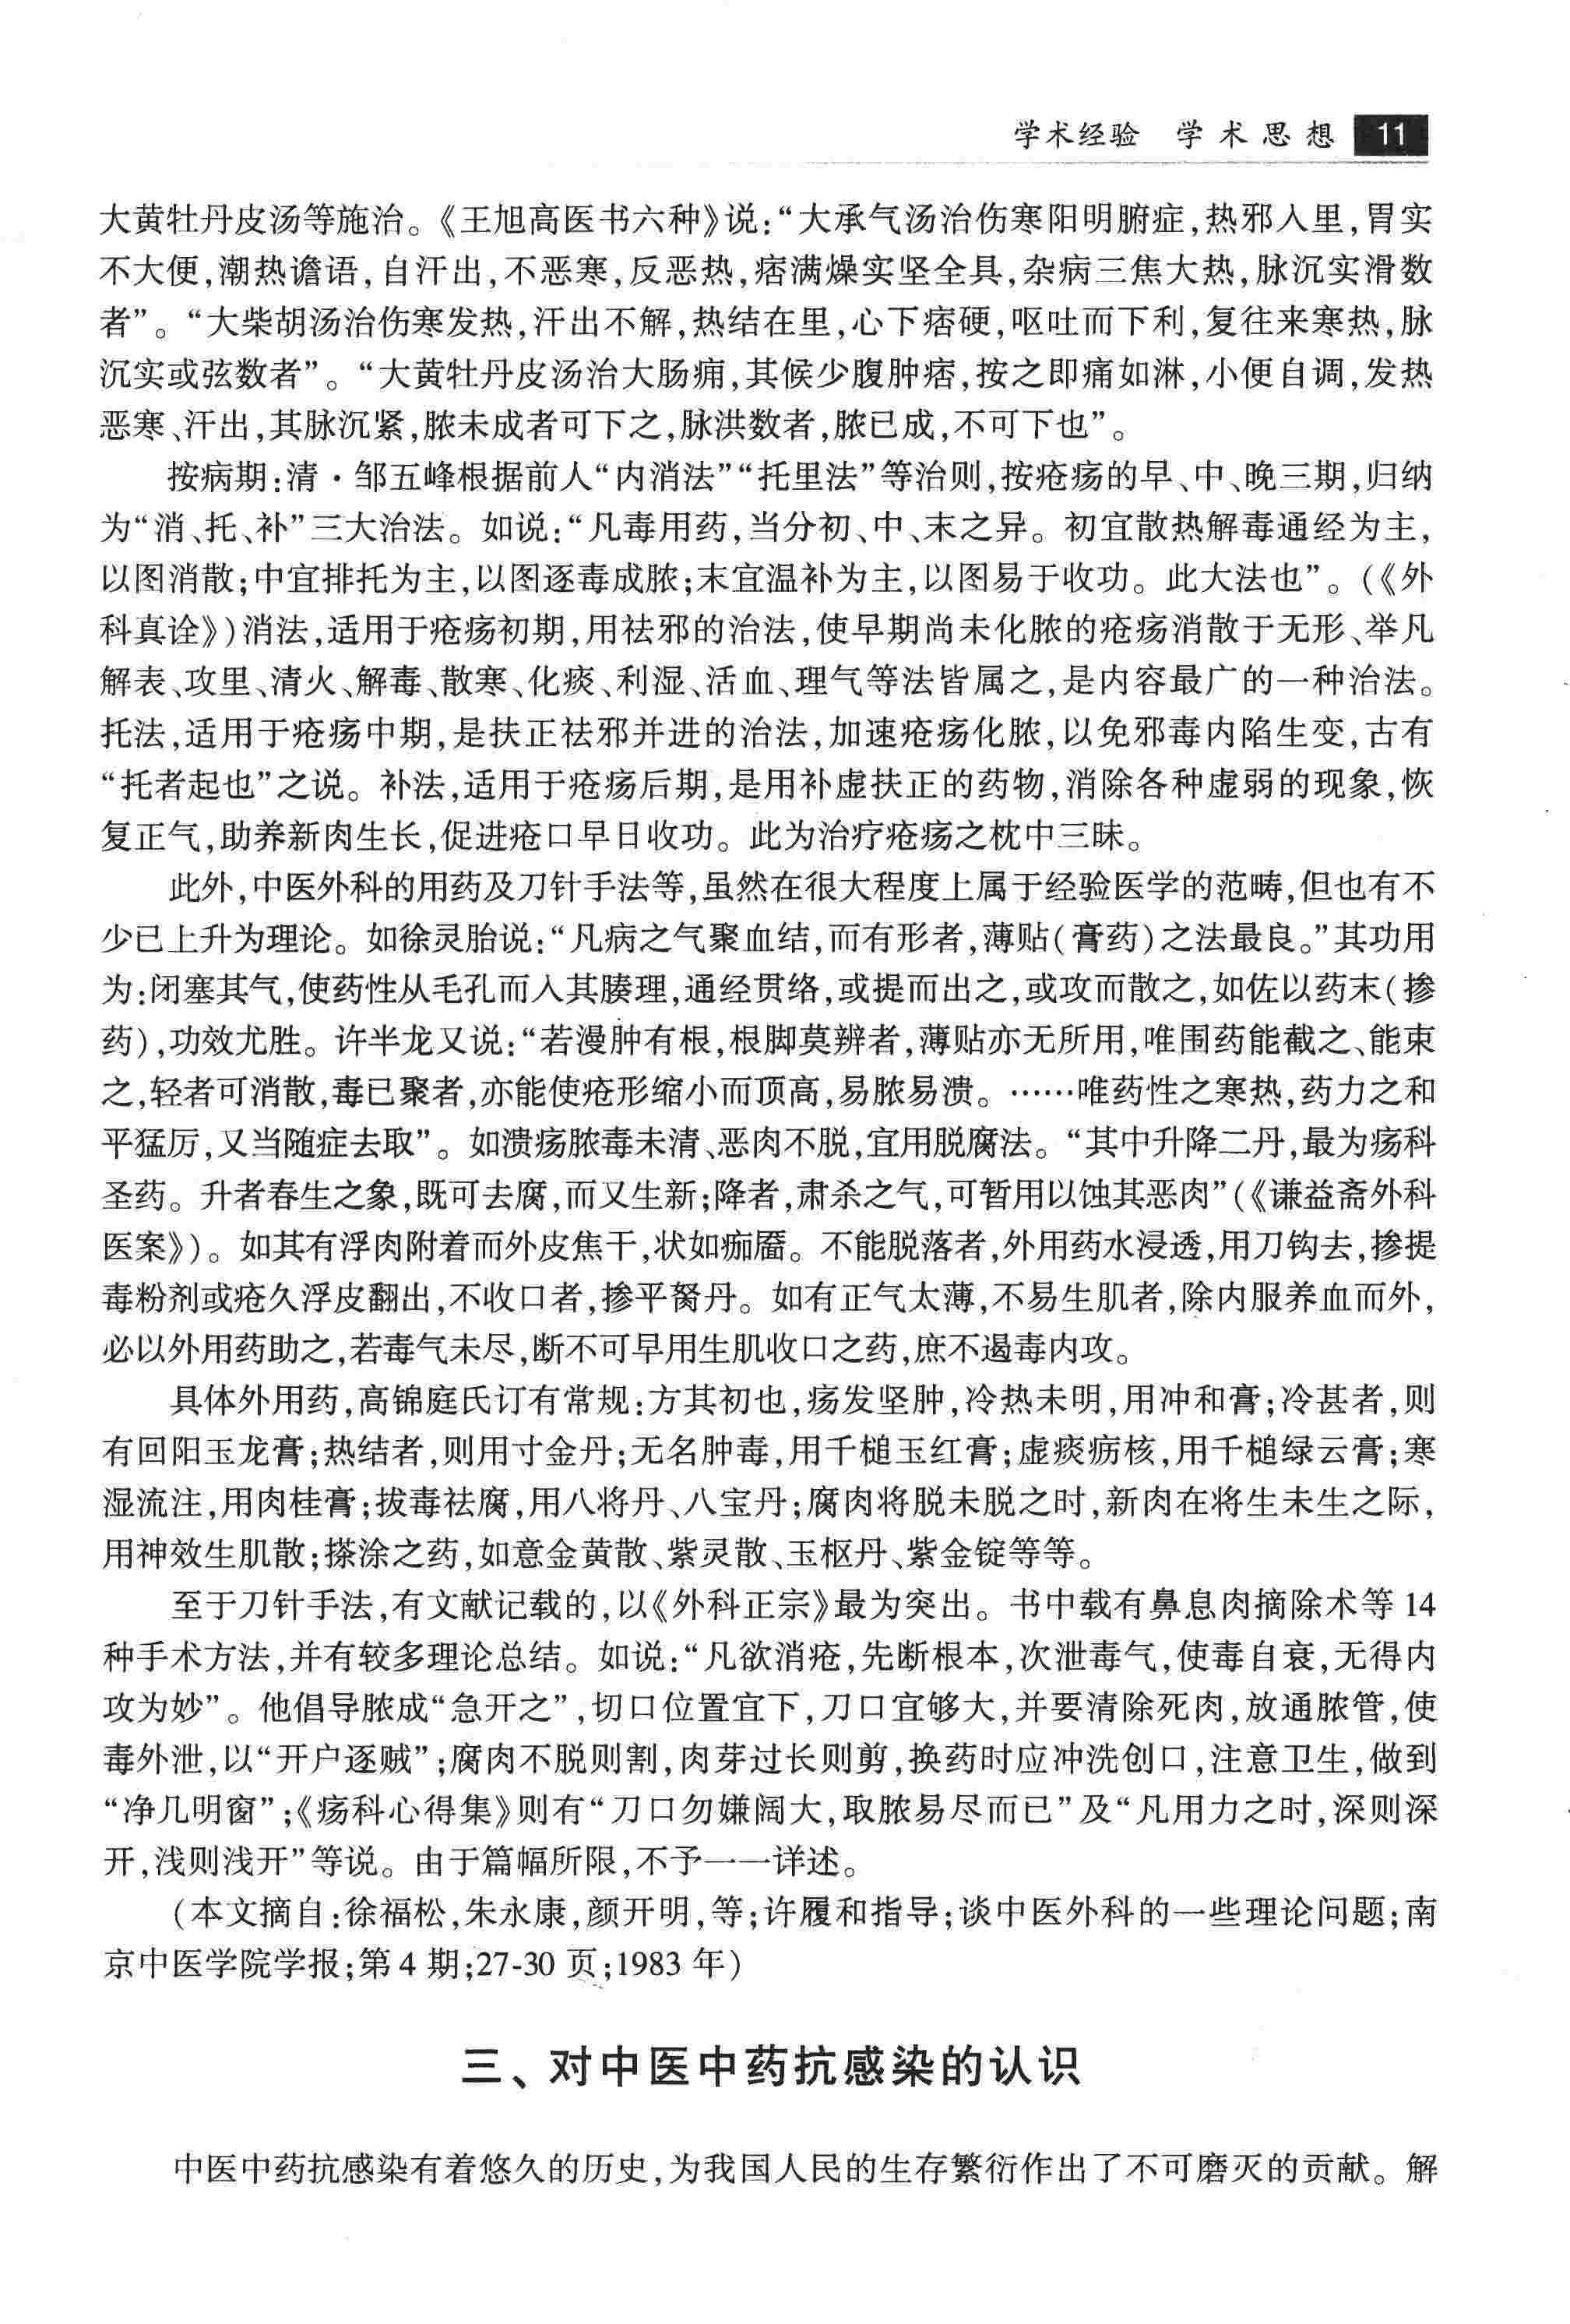 学术经验 学术思想 11
大黄牡丹皮汤等施治。《王旭高医书六种》说:“大承气汤治伤寒阳明腑症,热邪入里,胃实
不大便,潮热谵语,自汗出,不恶寒,反恶热,痞满燥实坚全具,杂病三焦大热,脉沉实滑数
者”。“大柴胡汤治伤寒发热,汗出不解,热结在里,心下痞硬,呕吐而下利,复往来寒热,脉
沉实或弦数者”。“大黄牡丹皮汤治大肠痈,其候少腹肿痞,按之即痛如淋,小便自调,发热
恶寒、汗出,其脉沉紧,脓未成者可下之,脉洪数者,脓已成,不可下也”。
按病期:清·邹五峰根据前人“内消法”“托里法”等治则,按疮疡的早、中、晚三期,归纳
为“消、托、补”三大治法。如说:“凡毒用药,当分初、中、末之异。初宜散热解毒通经为主,
以图消散;中宜排托为主,以图逐毒成脓;末宜温补为主,以图易于收功。此大法也”。(《外
科真诠》)消法,适用于疮疡初期,用祛邪的治法,使早期尚未化脓的疮疡消散于无形、举凡
解表、攻里、清火、解毒、散寒、化痰、利湿、活血、理气等法皆属之,是内容最广的一种治法。
托法,适用于疮疡中期,是扶正祛邪并进的治法,加速疮疡化脓,以免邪毒内陷生变,古有
“托者起也”之说。补法,适用于疮疡后期,是用补虚扶正的药物,消除各种虚弱的现象,恢
复正气,助养新肉生长,促进疮口早日收功。此为治疗疮疡之枕中三昧。
此外,中医外科的用药及刀针手法等,虽然在很大程度上属于经验医学的范畴,但也有不
少已上升为理论。如徐灵胎说:“凡病之气聚血结,而有形者,薄贴(膏药)之法最良。”其功用
为:闭塞其气,使药性从毛孔而入其腠理,通经贯络,或提而出之,或攻而散之,如佐以药末(掺
药),功效尤胜。许半龙又说:“若漫肿有根,根脚莫辨者,薄贴亦无所用,唯围药能截之、能束
之,轻者可消散,毒已聚者,亦能使疮形缩小而顶高,易脓易溃。……唯药性之寒热,药力之和
平猛厉,又当随症去取”。如溃疡脓毒未清、恶肉不脱,宜用脱腐法。“其中升降二丹,最为疡科
圣药。升者春生之象,既可去腐,而又生新;降者,肃杀之气,可暂用以蚀其恶肉”(《谦益斋外科
医案》)。如其有浮肉附着而外皮焦干,状如痂靥。不能脱落者,外用药水浸透,用刀钩去,掺提
毒粉剂或疮久浮皮翻出,不收口者,掺平胬丹。如有正气太薄,不易生肌者,除内服养血而外,
必以外用药助之,若毒气未尽,断不可早用生肌收口之药,庶不遏毒内攻。
具体外用药,高锦庭氏订有常规:方其初也,疡发坚肿,冷热未明,用冲和膏;冷甚者,则
有回阳玉龙膏;热结者,则用寸金丹;无名肿毒,用千槌玉红膏;虚痰疬核,用千槌绿云膏;寒
湿流注,用肉桂膏;拔毒祛腐,用八将丹、八宝丹;腐肉将脱未脱之时,新肉在将生未生之际,
用神效生肌散;搽涂之药,如意金黄散、紫灵散、玉枢丹、紫金锭等等。
至于刀针手法,有文献记载的,以《外科正宗》最为突出。书中载有鼻息肉摘除术等 14
种手术方法,并有较多理论总结。如说:“凡欲消疮,先断根本,次泄毒气,使毒自衰,无得内
攻为妙”。他倡导脓成“急开之”,切口位置宜下,刀口宜够大,并要清除死肉,放通脓管,使
毒外泄,以“开户逐贼”;腐肉不脱则割,肉芽过长则剪,换药时应冲洗创口,注意卫生,做到
“净几明窗”;《疡科心得集》则有“刀口勿嫌阔大,取脓易尽而已”及“凡用力之时,深则深
开,浅则浅开”等说。由于篇幅所限,不予一一详述。
(本文摘自:徐福松,朱永康,颜开明,等;许履和指导;谈中医外科的一些理论问题;南
京中医学院学报;第 4 期;27-30 页;1983 年)
三、对中医中药抗感染的认识
中医中药抗感染有着悠久的历史,为我国人民的生存繁衍作出了不可磨灭的贡献。解